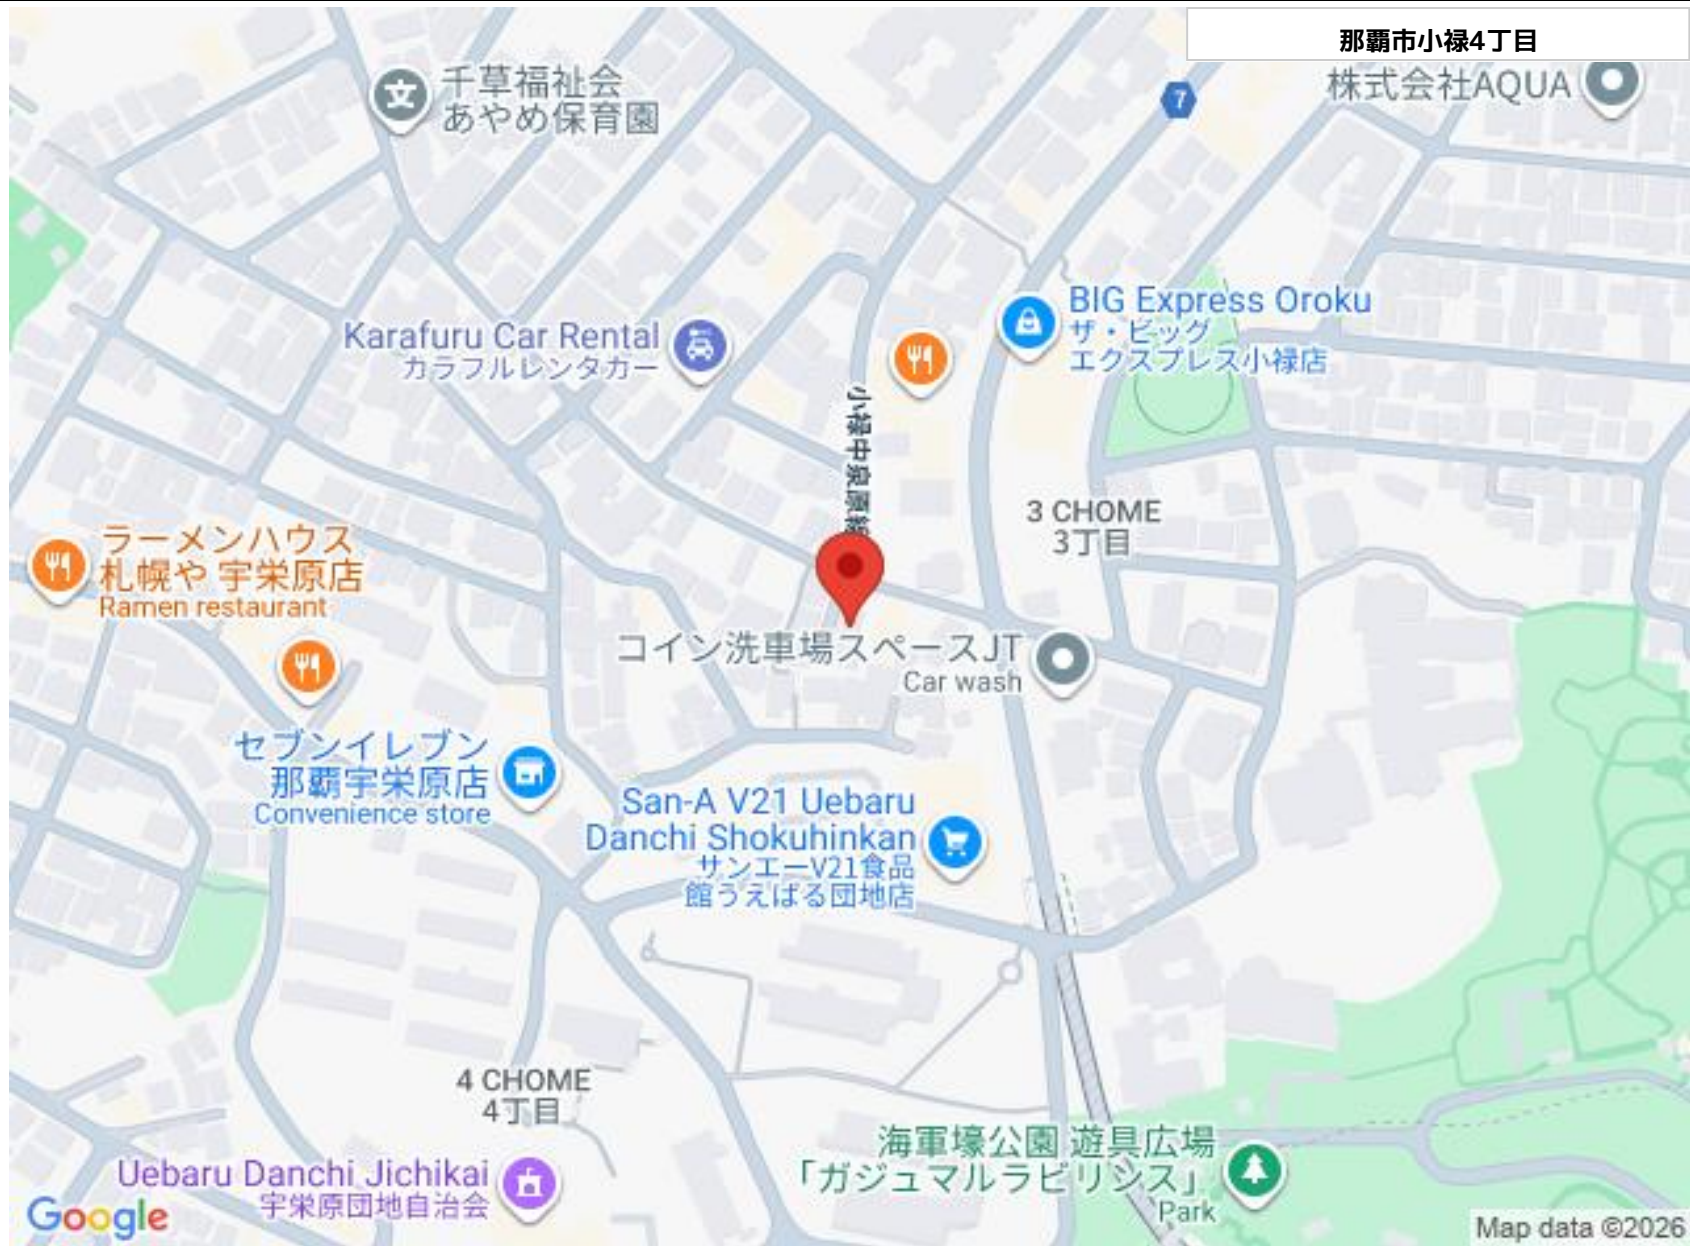 那覇市小禄4丁目
千草福祉会
あやめ保育園
7
株式会社AQUA
BIG Express Oroku
ザ・ビッグ
エクスプレス小禄店
Karafuru Car Rental
カラフルレンタカー
小禄中泉原線
3 CHOME
3丁目
ラーメンハウス
札幌や 宇栄原店
Ramen restaurant
コイン洗車場スペースJT
Car wash
セブンイレブン
那覇宇栄原店
Convenience store
San-A V21 Uebaru
Danchi Shokuhinkan
サンエーV21食品
館うえばる団地店
4 CHOME
4丁目
海軍壕公園 遊具広場
「ガジュマルラビリンス」
Park
Uebaru Danchi Jichikai
宇栄原団地自治会
Google
Map data ©2026